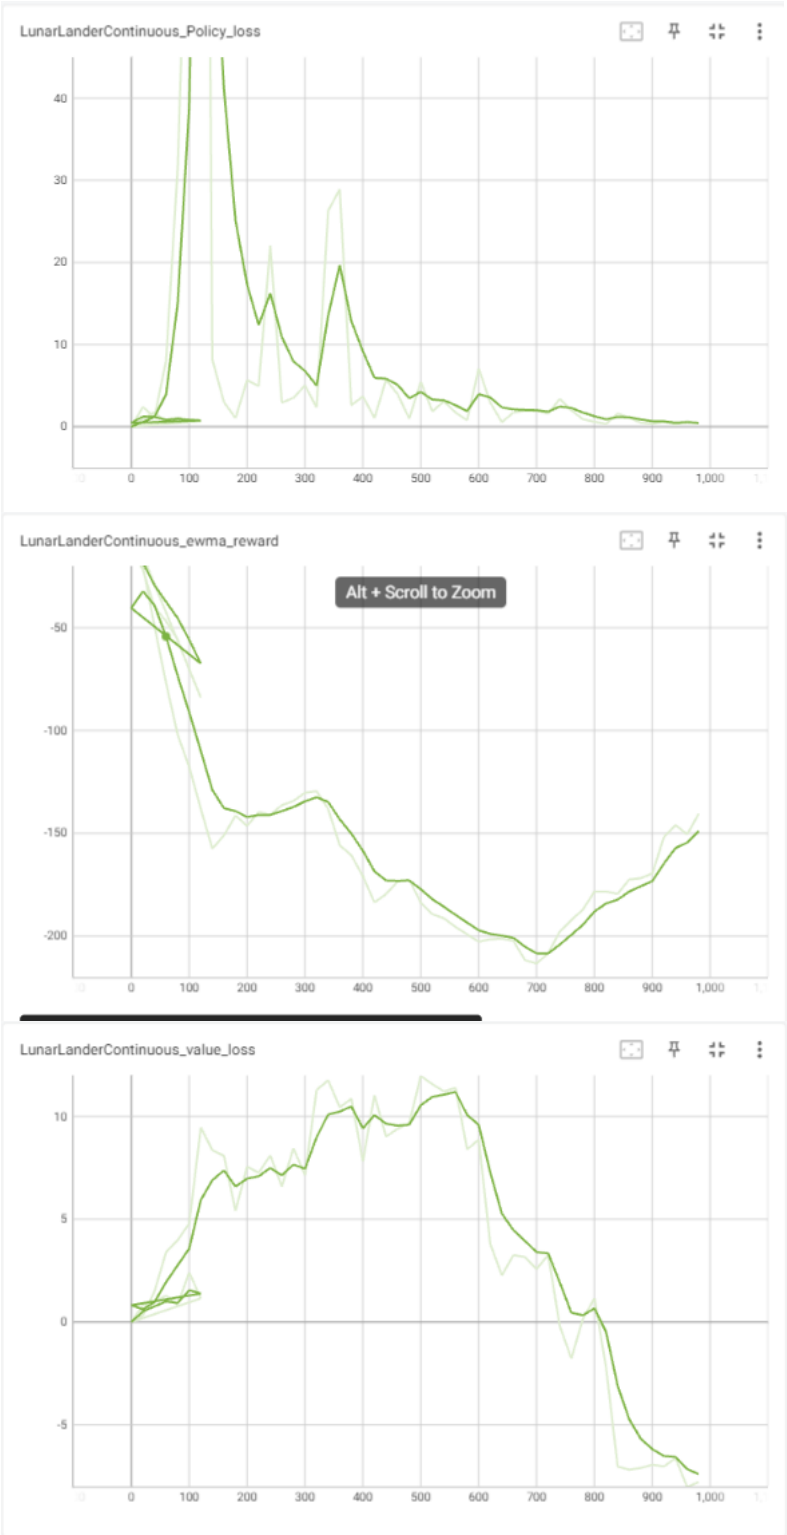 LunarLanderContinuous_Policy_loss
40
30
20
10
0
0 100 200 300 400 500 600 700 800 900 1,000
LunarLanderContinuous_ewma_reward
Alt + Scroll to Zoom
-50
-100
-150
-200
0 100 200 300 400 500 600 700 800 900 1,000
LunarLanderContinuous_value_loss
10
5
0
-5
0 100 200 300 400 500 600 700 800 900 1,000